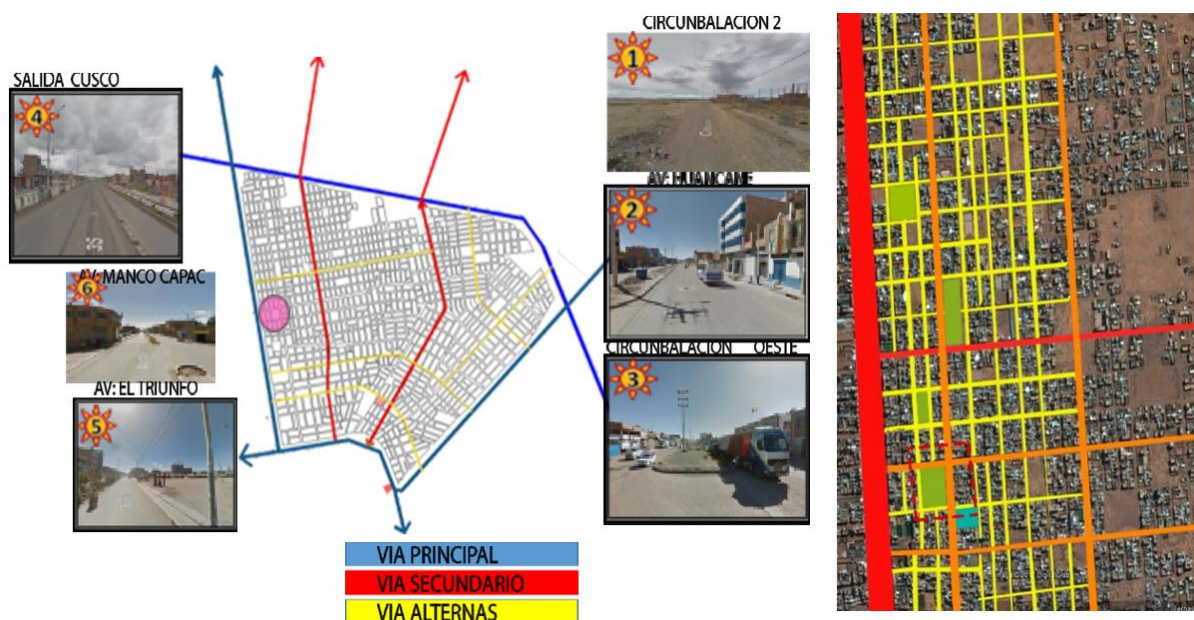 CIRCUNBALACION 2
1
SALIDA CUSCO
4
AV: HUANCANE
2
AV: MANCO CAPAC
6
CIRCUNBALACION OESTE
3
AV: EL TRIUNFO
5
VIA PRINCIPAL
VIA SECUNDARIO
VIA ALTERNAS